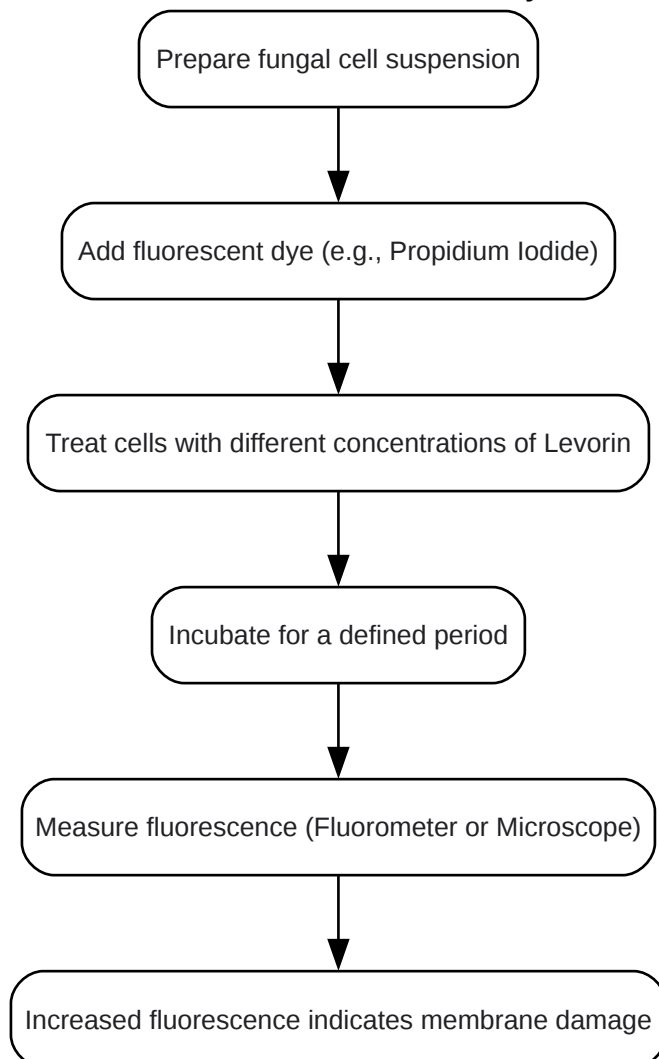 Prepare fungal cell suspension
Add fluorescent dye (e.g., Propidium Iodide)
Treat cells with different concentrations of Levorin
Incubate for a defined period
Measure fluorescence (Fluorometer or Microscope)
Increased fluorescence indicates membrane damage